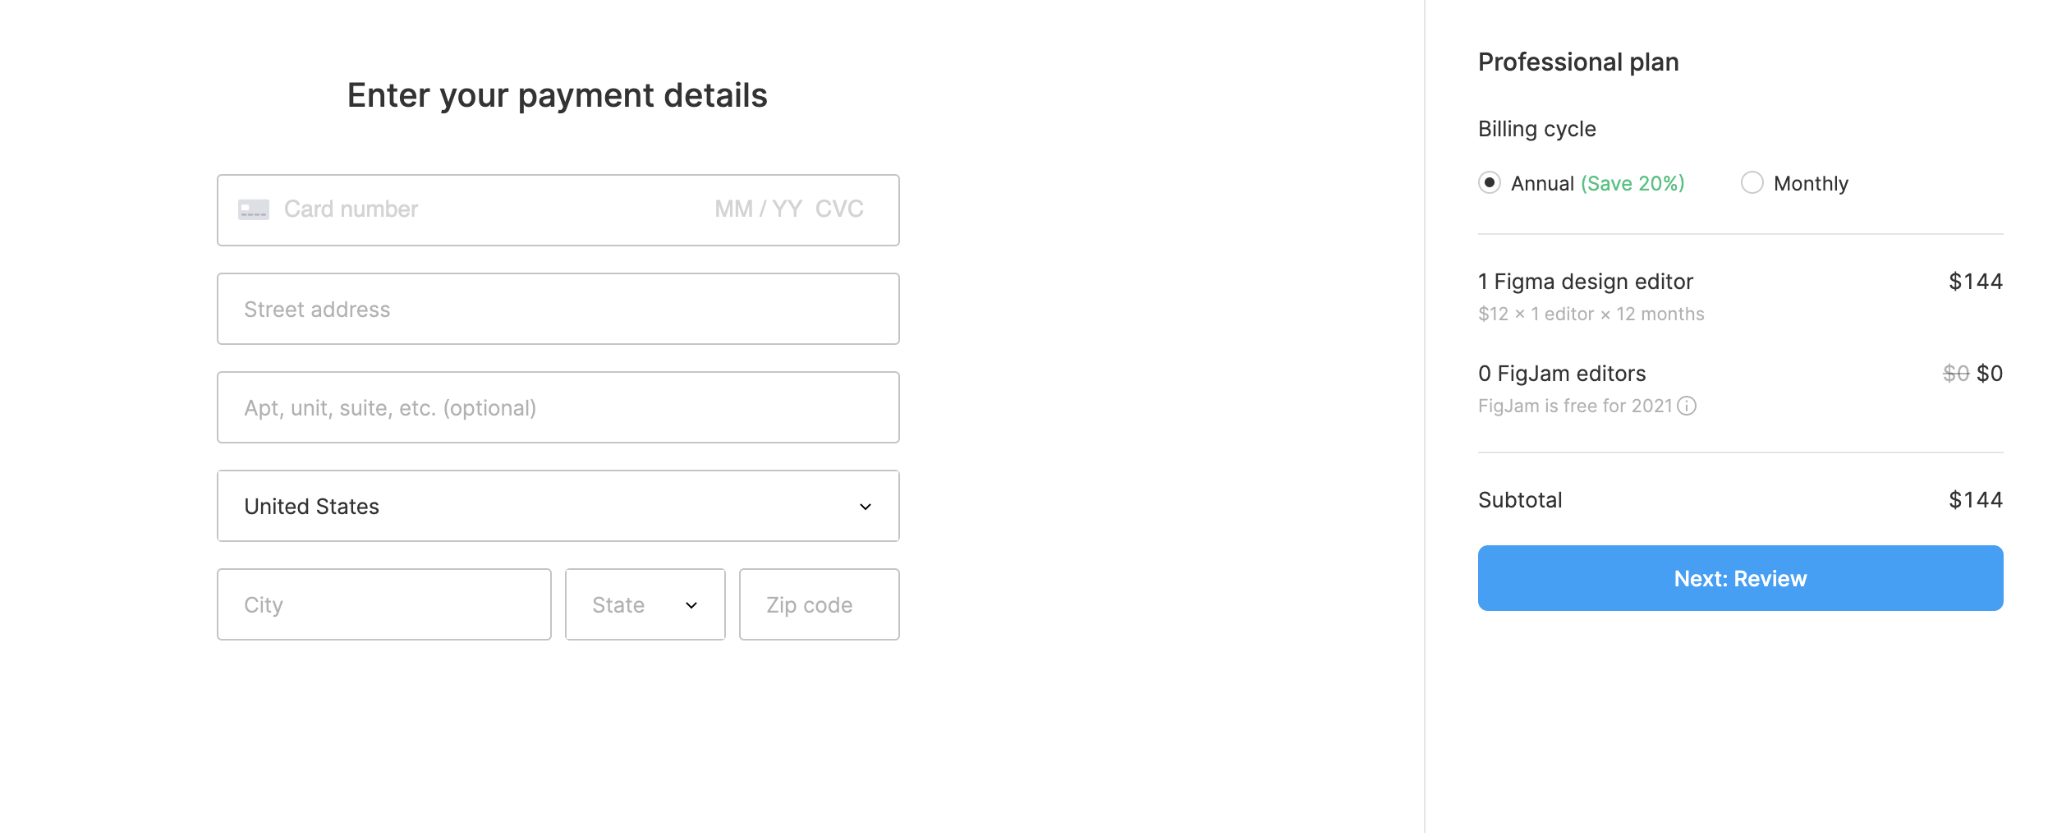 Enter your payment details
Card number MM / YY CVC
Street address
Apt, unit, suite, etc. (optional)
United States
City State Zip code
Professional plan
Billing cycle
Annual (Save 20%) Monthly
1 Figma design editor $144
$12 × 1 editor × 12 months
0 FigJam editors $0 $0
FigJam is free for 2021
Subtotal $144
Next: Review